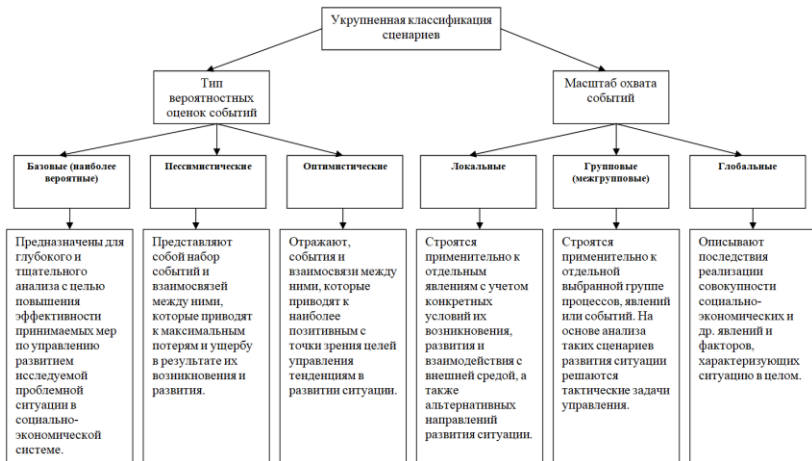 Укрупненная классификация
сценариев
Тип
вероятностных
оценок событий
Масштаб охвата
событий
Базовые (наиболее
вероятные)
Пессимистические
Оптимистические
Локальные
Групповые
(межгрупповые)
Глобальные
Предназначены для
глубокого и
тщательного
анализа с целью
повышения
эффективности
принимаемых мер
по управлению
развитием
исследуемой
проблемной
ситуации в
социально-
экономической
системе.
Представляют
собой набор
событий и
взаимосвязей
между ними,
которые приводят
к максимальным
потерям и ущербу
в результате их
возникновения и
развития.
Отражают,
события и
взаимосвязи между
ними, которые
приводят к
наиболее
позитивным с
точки зрения целей
управления
тенденциям в
развитии ситуации.
Строятся
применительно к
отдельным
явлениям с учетом
конкретных
условий их
возникновения,
развития и
взаимодействия с
внешней средой, а
также
альтернативных
направлений
развития ситуации.
Строятся
применительно к
отдельной
выбранной группе
процессов, явлений
или событий. На
основе анализа
таких сценариев
развития ситуации
решаются
тактические задачи
управления.
Описывают
последствия
реализации
совокупности
социально-
экономических и
др. явлений и
факторов,
характеризующих
ситуацию в целом.